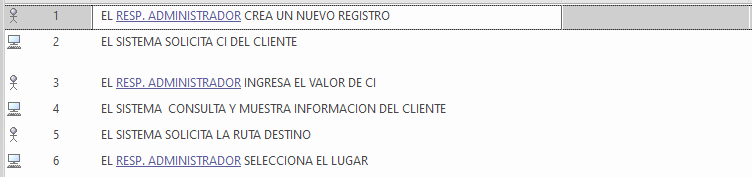 1 EL RESP. ADMINISTRADOR CREA UN NUEVO REGISTRO
2 EL SISTEMA SOLICITA CI DEL CLIENTE
3 EL RESP. ADMINISTRADOR INGRESA EL VALOR DE CI
4 EL SISTEMA CONSULTA Y MUESTRA INFORMACION DEL CLIENTE
5 EL SISTEMA SOLICITA LA RUTA DESTINO
6 EL RESP. ADMINISTRADOR SELECCIONA EL LUGAR